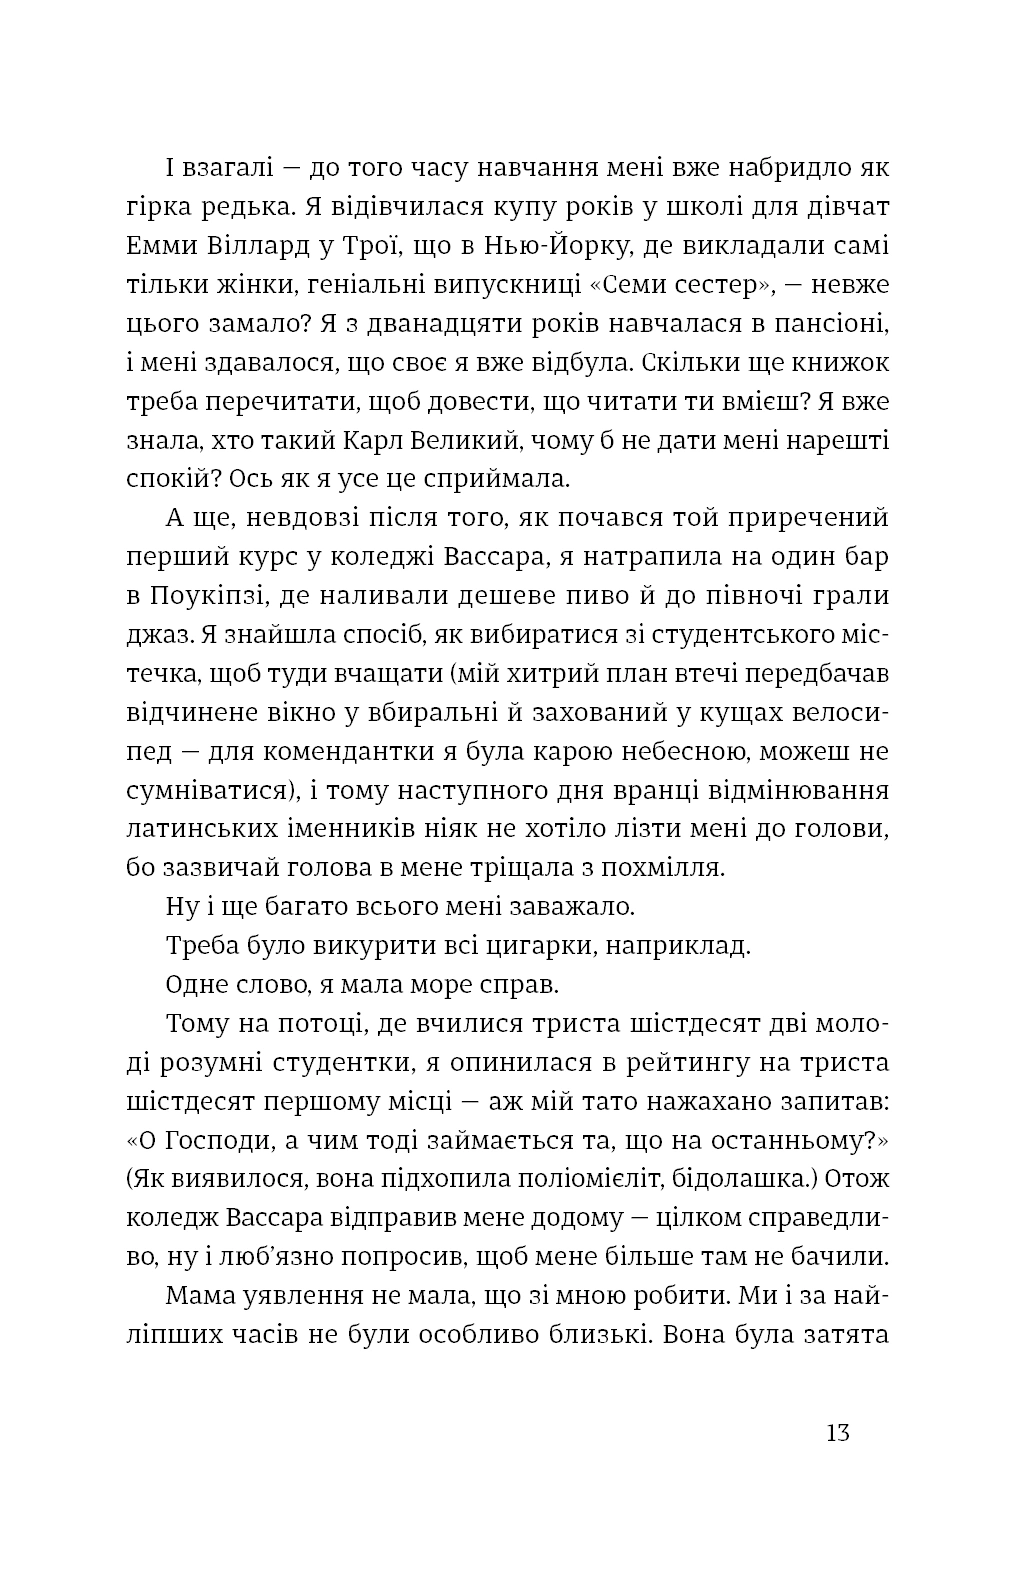 І взагалі — до того часу навчання мені вже набридло як
гірка редька. Я відівчилася купу років у школі для дівчат
Емми Віллард у Трої, що в Нью-Йорку, де викладали самі
тільки жінки, геніальні випускниці «Семи сестер», — невже
цього замало? Я з дванадцяти років навчалася в пансіоні,
і мені здавалося, що своє я вже відбула. Скільки ще книжок
треба перечитати, щоб довести, що читати ти вмієш? Я вже
знала, хто такий Карл Великий, чому б не дати мені нарешті
спокій? Ось як я усе це сприймала.
А ще, невдовзі після того, як почався той приречений
перший курс у коледжі Вассара, я натрапила на один бар
в Поукіпзі, де наливали дешеве пиво й до півночі грали
джаз. Я знайшла спосіб, як вибиратися зі студентського міс-
течка, щоб туди вчащати (мій хитрий план втечі передбачав
відчинене вікно у вбиральні й захований у кущах велоси-
пед — для комендантки я була карою небесною, можеш не
сумніватися), і тому наступного дня вранці відмінювання
латинських іменників ніяк не хотіло лізти мені до голови,
бо зазвичай голова в мене тріщала з похмілля.
Ну і ще багато всього мені заважало.
Треба було викурити всі цигарки, наприклад.
Одне слово, я мала море справ.
Тому на потоці, де вчилися триста шістдесят дві моло-
ді розумні студентки, я опинилася в рейтингу на триста
шістдесят першому місці — аж мій тато нажахано запитав:
«О Господи, а чим тоді займається та, що на останньому?»
(Як виявилося, вона підхопила поліомієліт, бідолашка.) Отож
коледж Вассара відправив мене додому — цілком справедли-
во, ну і люб’язно попросив, щоб мене більше там не бачили.
Мама уявлення не мала, що зі мною робити. Ми і за най-
ліпших часів не були особливо близькі. Вона була затята
13